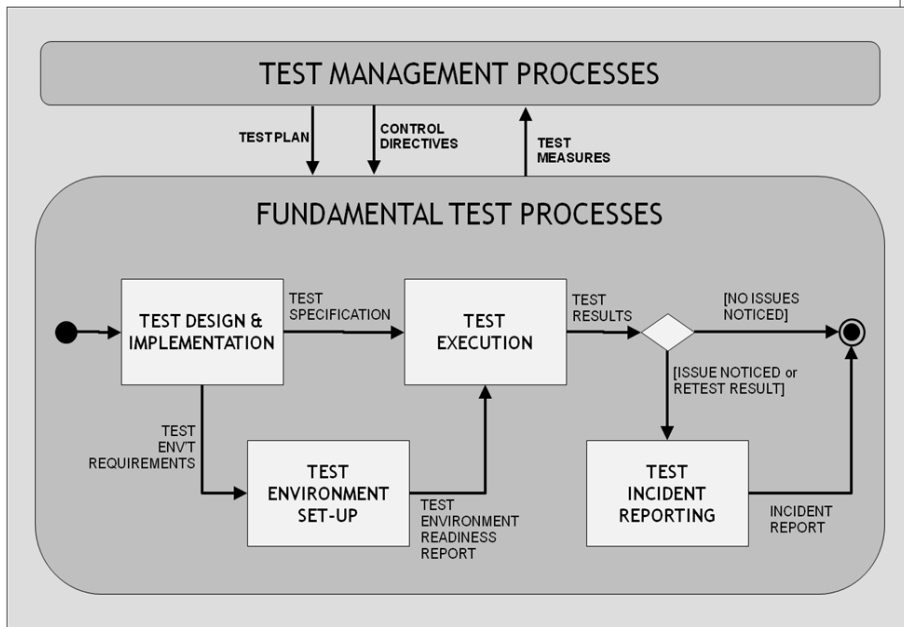 TEST MANAGEMENT PROCESSES
TEST PLAN
CONTROL
DIRECTIVES
TEST
MEASURES
FUNDAMENTAL TEST PROCESSES
TEST DESIGN &
IMPLEMENTATION
TEST
SPECIFICATION
TEST
EXECUTION
TEST
RESULTS
[NO ISSUES
NOTICED]
[ISSUE NOTICED or
RETEST RESULT]
TEST
ENV'T
REQUIREMENTS
TEST
ENVIRONMENT
SET-UP
TEST
ENVIRONMENT
READINESS
REPORT
TEST
INCIDENT
REPORTING
INCIDENT
REPORT